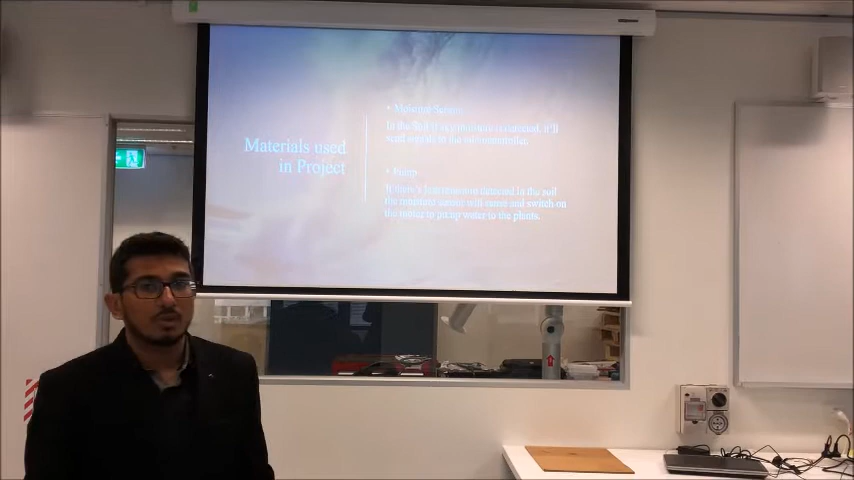 Materials used
in Project
• Moisture Sensor
In the Soil if is moisture is detected, it'll
send signals to the microcontroller.
• Pump
If there's less moisture detected in the soil
the moisture sensor will sense and switch on
the motor to pump water to the plants.